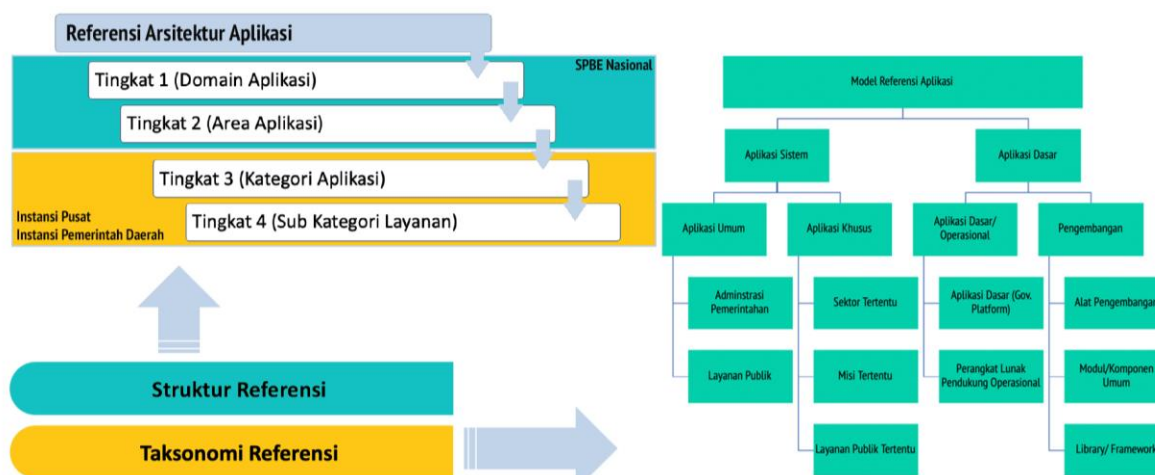 Referensi Arsitektur Aplikasi
SPBE Nasional
Tingkat 1 (Domain Aplikasi)
Tingkat 2 (Area Aplikasi)
Tingkat 3 (Kategori Aplikasi)
Tingkat 4 (Sub Kategori Layanan)
Instansi Pusat
Instansi Pemerintah Daerah
Struktur Referensi
Taksonomi Referensi
Model Referensi Aplikasi
Aplikasi Sistem
Aplikasi Dasar
Aplikasi Umum
Aplikasi Khusus
Aplikasi Dasar/
Operasional
Pengembangan
Adminstrasi
Pemerintahan
Sektor Tertentu
Aplikasi Dasar (Gov.
Platform)
Alat Pengembangan
Layanan Publik
Misi Tertentu
Perangkat Lunak
Pendukung Operasional
Modul/Komponen
Umum
Layanan Publik Tertentu
Library/ Framework